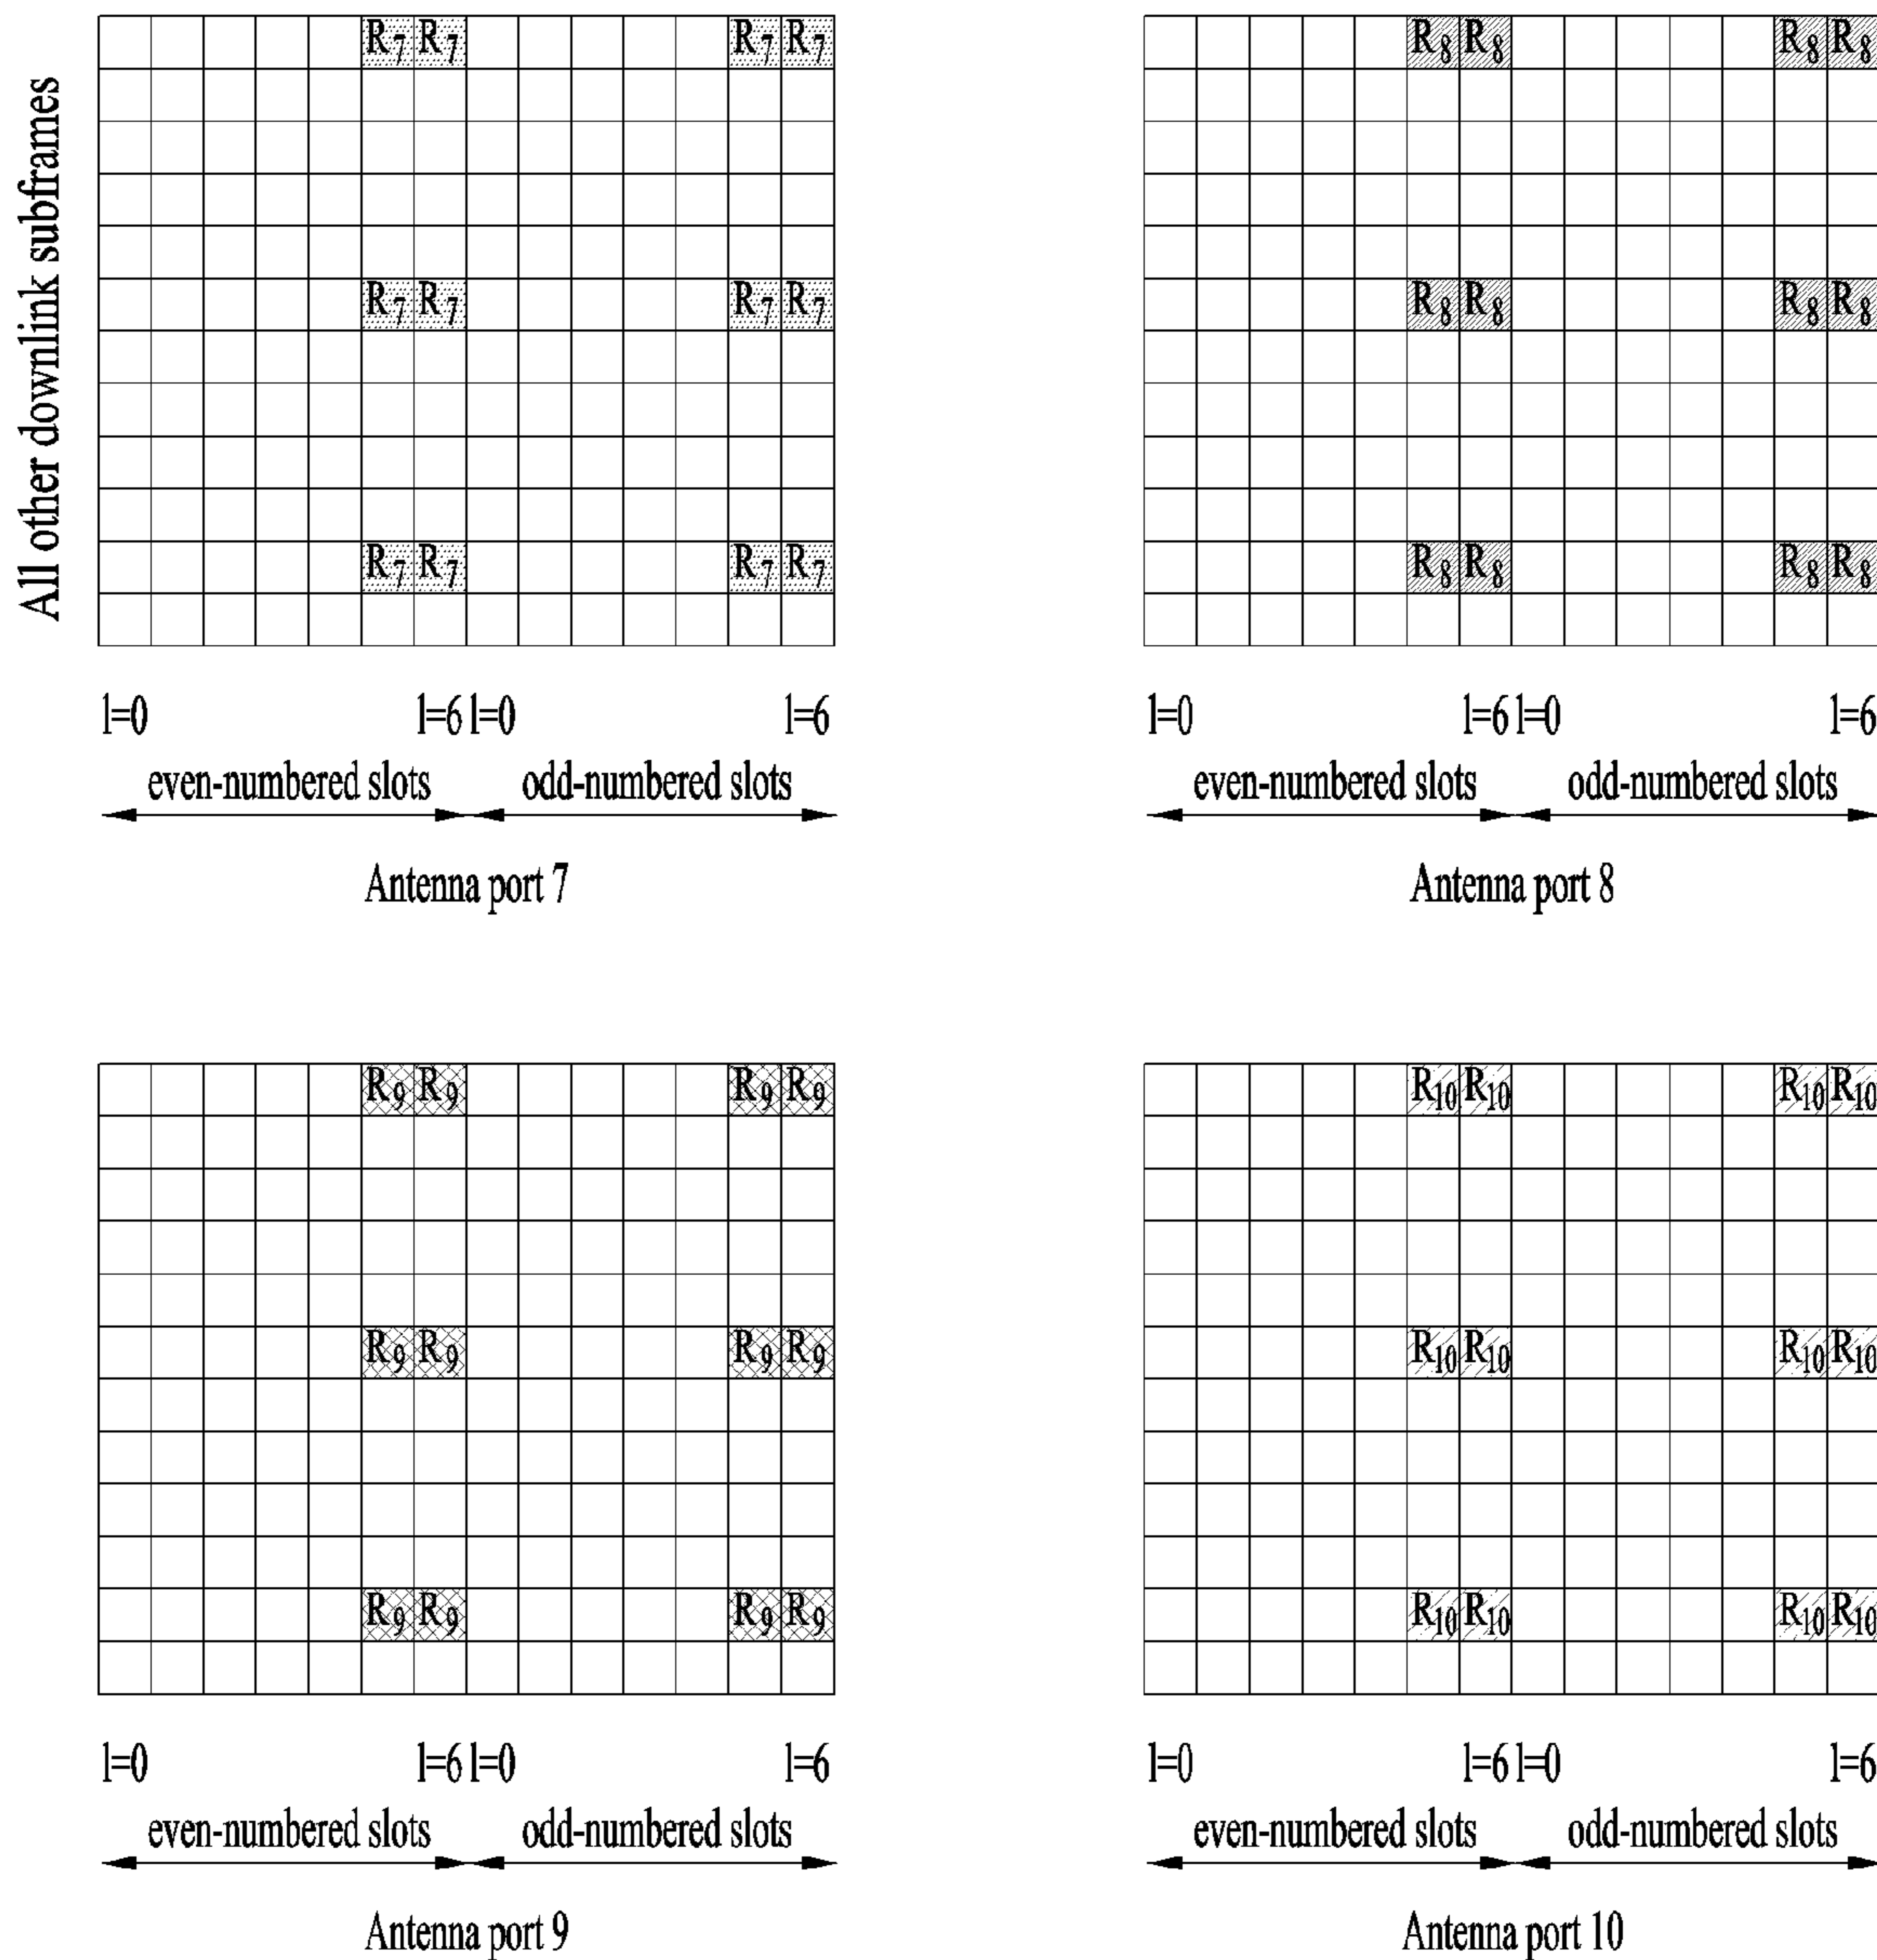 All other downlink subframes
R7 R7 R7 R7
R7 R7 R7 R7
R7 R7 R7 R7
l=0 l=6 l=0 l=6
even-numbered slots odd-numbered slots
Antenna port 7
R8 R8 R8 R8
R8 R8 R8 R8
R8 R8 R8 R8
l=0 l=6 l=0 l=6
even-numbered slots odd-numbered slots
Antenna port 8
R9 R9 R9 R9
R9 R9 R9 R9
R9 R9 R9 R9
l=0 l=6 l=0 l=6
even-numbered slots odd-numbered slots
Antenna port 9
R10 R10 R10 R10
R10 R10 R10 R10
R10 R10 R10 R10
l=0 l=6 l=0 l=6
even-numbered slots odd-numbered slots
Antenna port 10